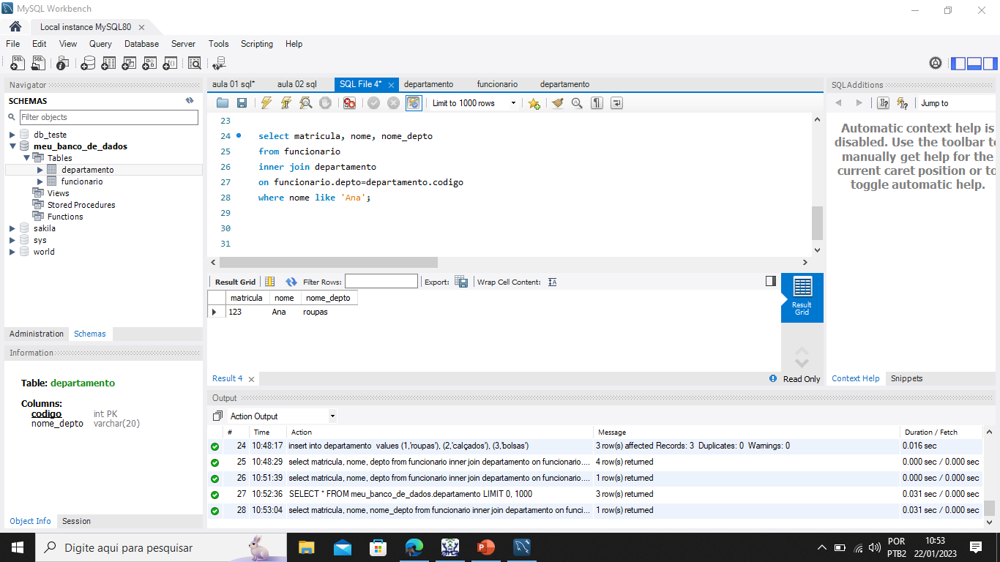 MySQL Workbench
Local instance MySQL80
File Edit View Query Database Server Tools Scripting Help
Navigator
SCHEMAS
Filter objects
db_teste
meu_banco_de_dados
Tables
departamento
funcionario
Views
Stored Procedures
Functions
sakila
sys
world
Administration Schemas
Information
Table: departamento
Columns:
codigo int PK
nome_depto varchar(20)
Object Info Session
aula 01 sql* aula 02 sql SQL File 4* departamento funcionario departamento
Limit to 1000 rows
23
24 select matricula, nome, nome_depto
25 from funcionario
26 inner join departamento
27 on funcionario.depto=departamento.codigo
28 where nome like 'Ana';
29
30
31
Result Grid Filter Rows: Export: Wrap Cell Content:
matricula nome nome_depto
123 Ana roupas
Result Grid
Result 4 Read Only
SQLAdditions
Jump to
Automatic context help is
disabled. Use the toolbar to
manually get help for the
current caret position or to
toggle automatic help.
Context Help Snippets
Output
Action Output
# Time Action Message Duration / Fetch
24 10:48:17 insert into departamento values (1,'roupas'), (2,'calçados'), (3,'bolsas') 3 row(s) affected Records: 3 Duplicates: 0 Warnings: 0 0.016 sec
25 10:48:29 select matricula, nome, depto from funcionario inner join departamento on funcionario.... 4 row(s) returned 0.000 sec / 0.000 sec
26 10:51:39 select matricula, nome, depto from funcionario inner join departamento on funcionario.... 1 row(s) returned 0.000 sec / 0.000 sec
27 10:52:36 SELECT * FROM meu_banco_de_dados.departamento LIMIT 0, 1000 3 row(s) returned 0.031 sec / 0.000 sec
28 10:53:04 select matricula, nome, nome_depto from funcionario inner join departamento on funci... 1 row(s) returned 0.031 sec / 0.000 sec
Digite aqui para pesquisar
POR
PTB2
10:53
22/01/2023